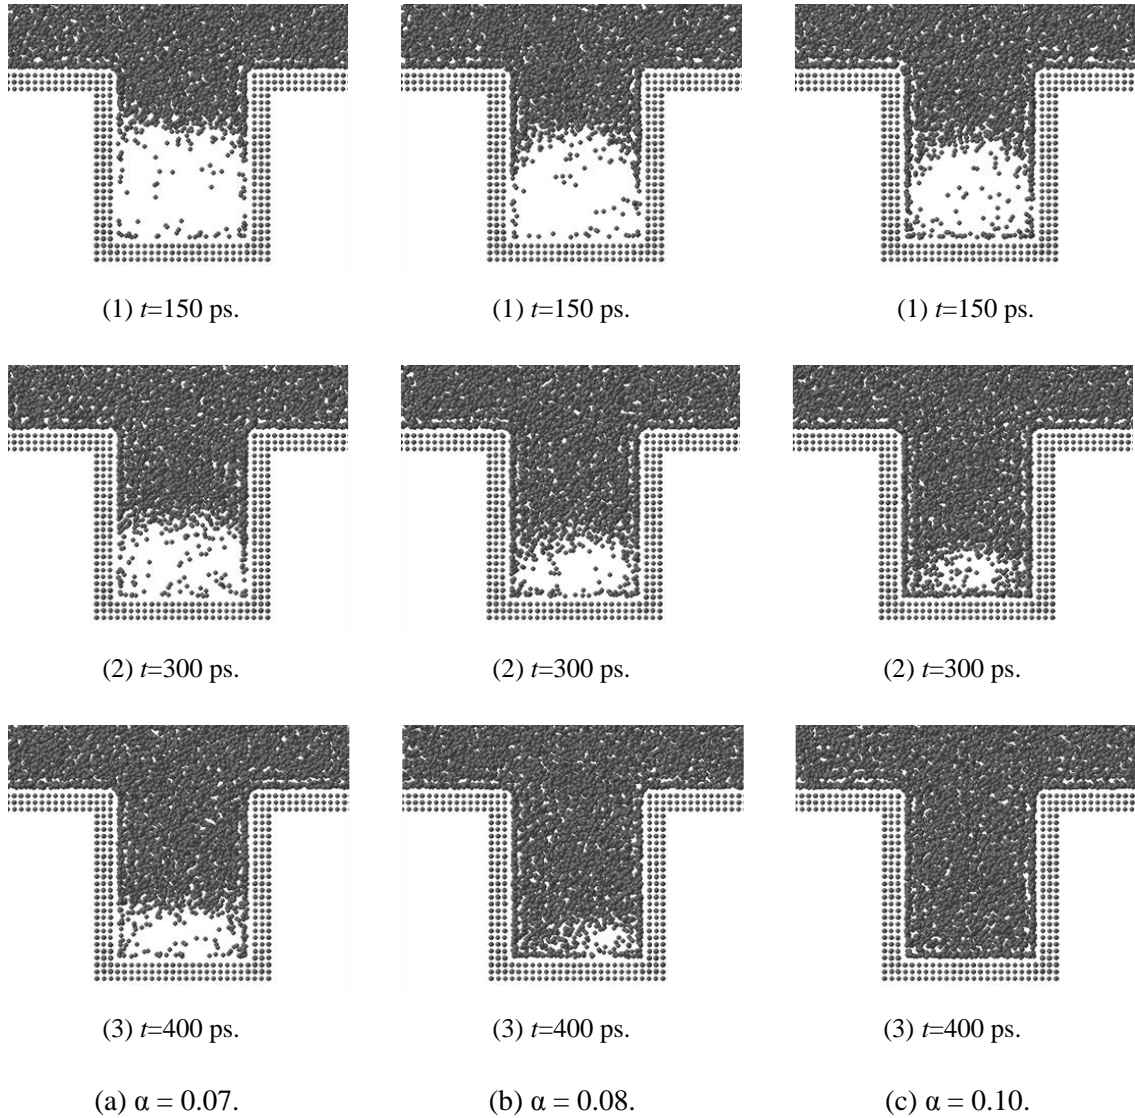 (1) t=150 ps. (1) t=150 ps. (1) t=150 ps.
(2) t=300 ps. (2) t=300 ps. (2) t=300 ps.
(3) t=400 ps. (3) t=400 ps. (3) t=400 ps.
(a) α = 0.07. (b) α = 0.08. (c) α = 0.10.